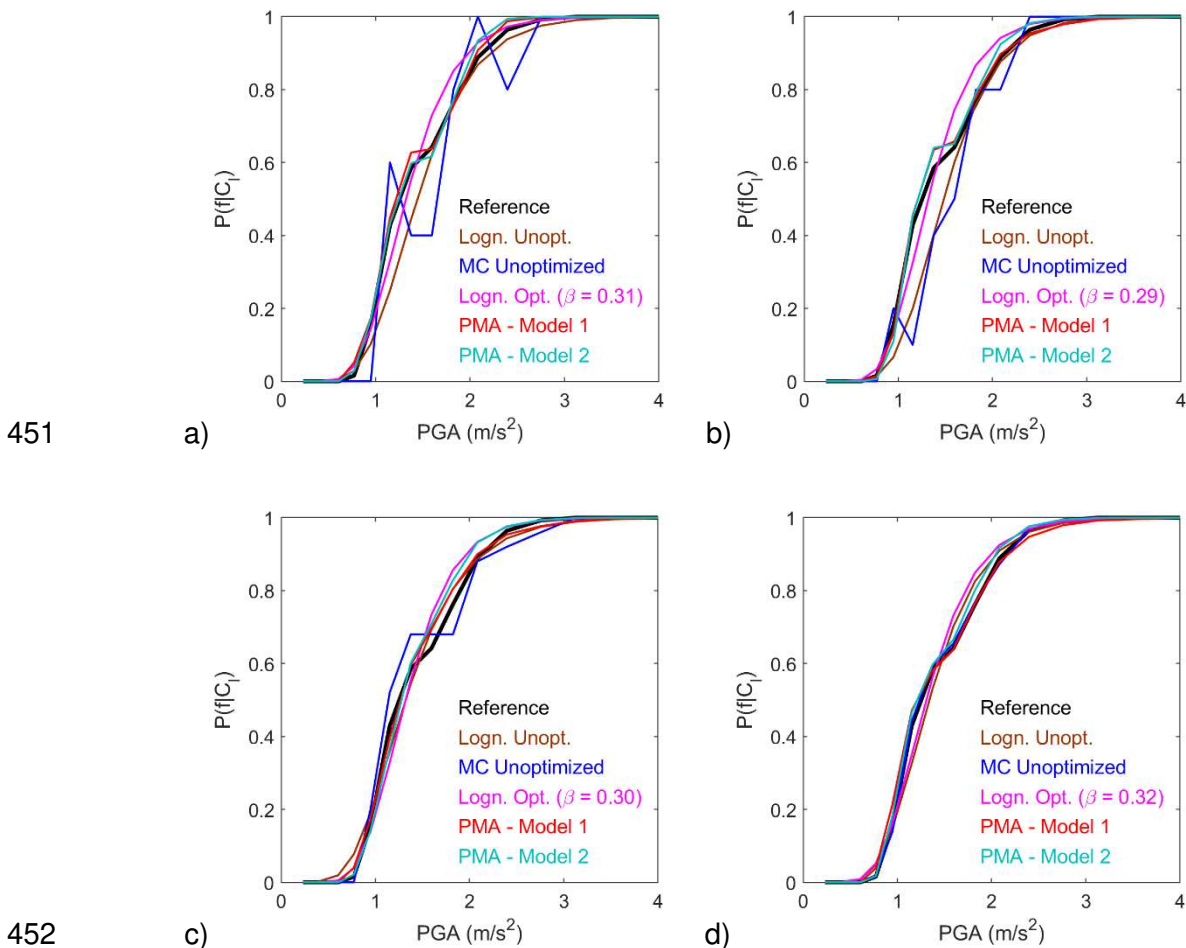 1
0.8
0.6
0.4
0.2
0
P(f|C_l)
Reference
Logn. Unopt.
MC Unoptimized
Logn. Opt. (β = 0.31)
PMA - Model 1
PMA - Model 2
0 1 2 3 4
PGA (m/s²)
451 a)
1
0.8
0.6
0.4
0.2
0
P(f|C_l)
Reference
Logn. Unopt.
MC Unoptimized
Logn. Opt. (β = 0.29)
PMA - Model 1
PMA - Model 2
0 1 2 3 4
PGA (m/s²)
b)
1
0.8
0.6
0.4
0.2
0
P(f|C_l)
Reference
Logn. Unopt.
MC Unoptimized
Logn. Opt. (β = 0.30)
PMA - Model 1
PMA - Model 2
0 1 2 3 4
PGA (m/s²)
452 c)
1
0.8
0.6
0.4
0.2
0
P(f|C_l)
Reference
Logn. Unopt.
MC Unoptimized
Logn. Opt. (β = 0.32)
PMA - Model 1
PMA - Model 2
0 1 2 3 4
PGA (m/s²)
d)